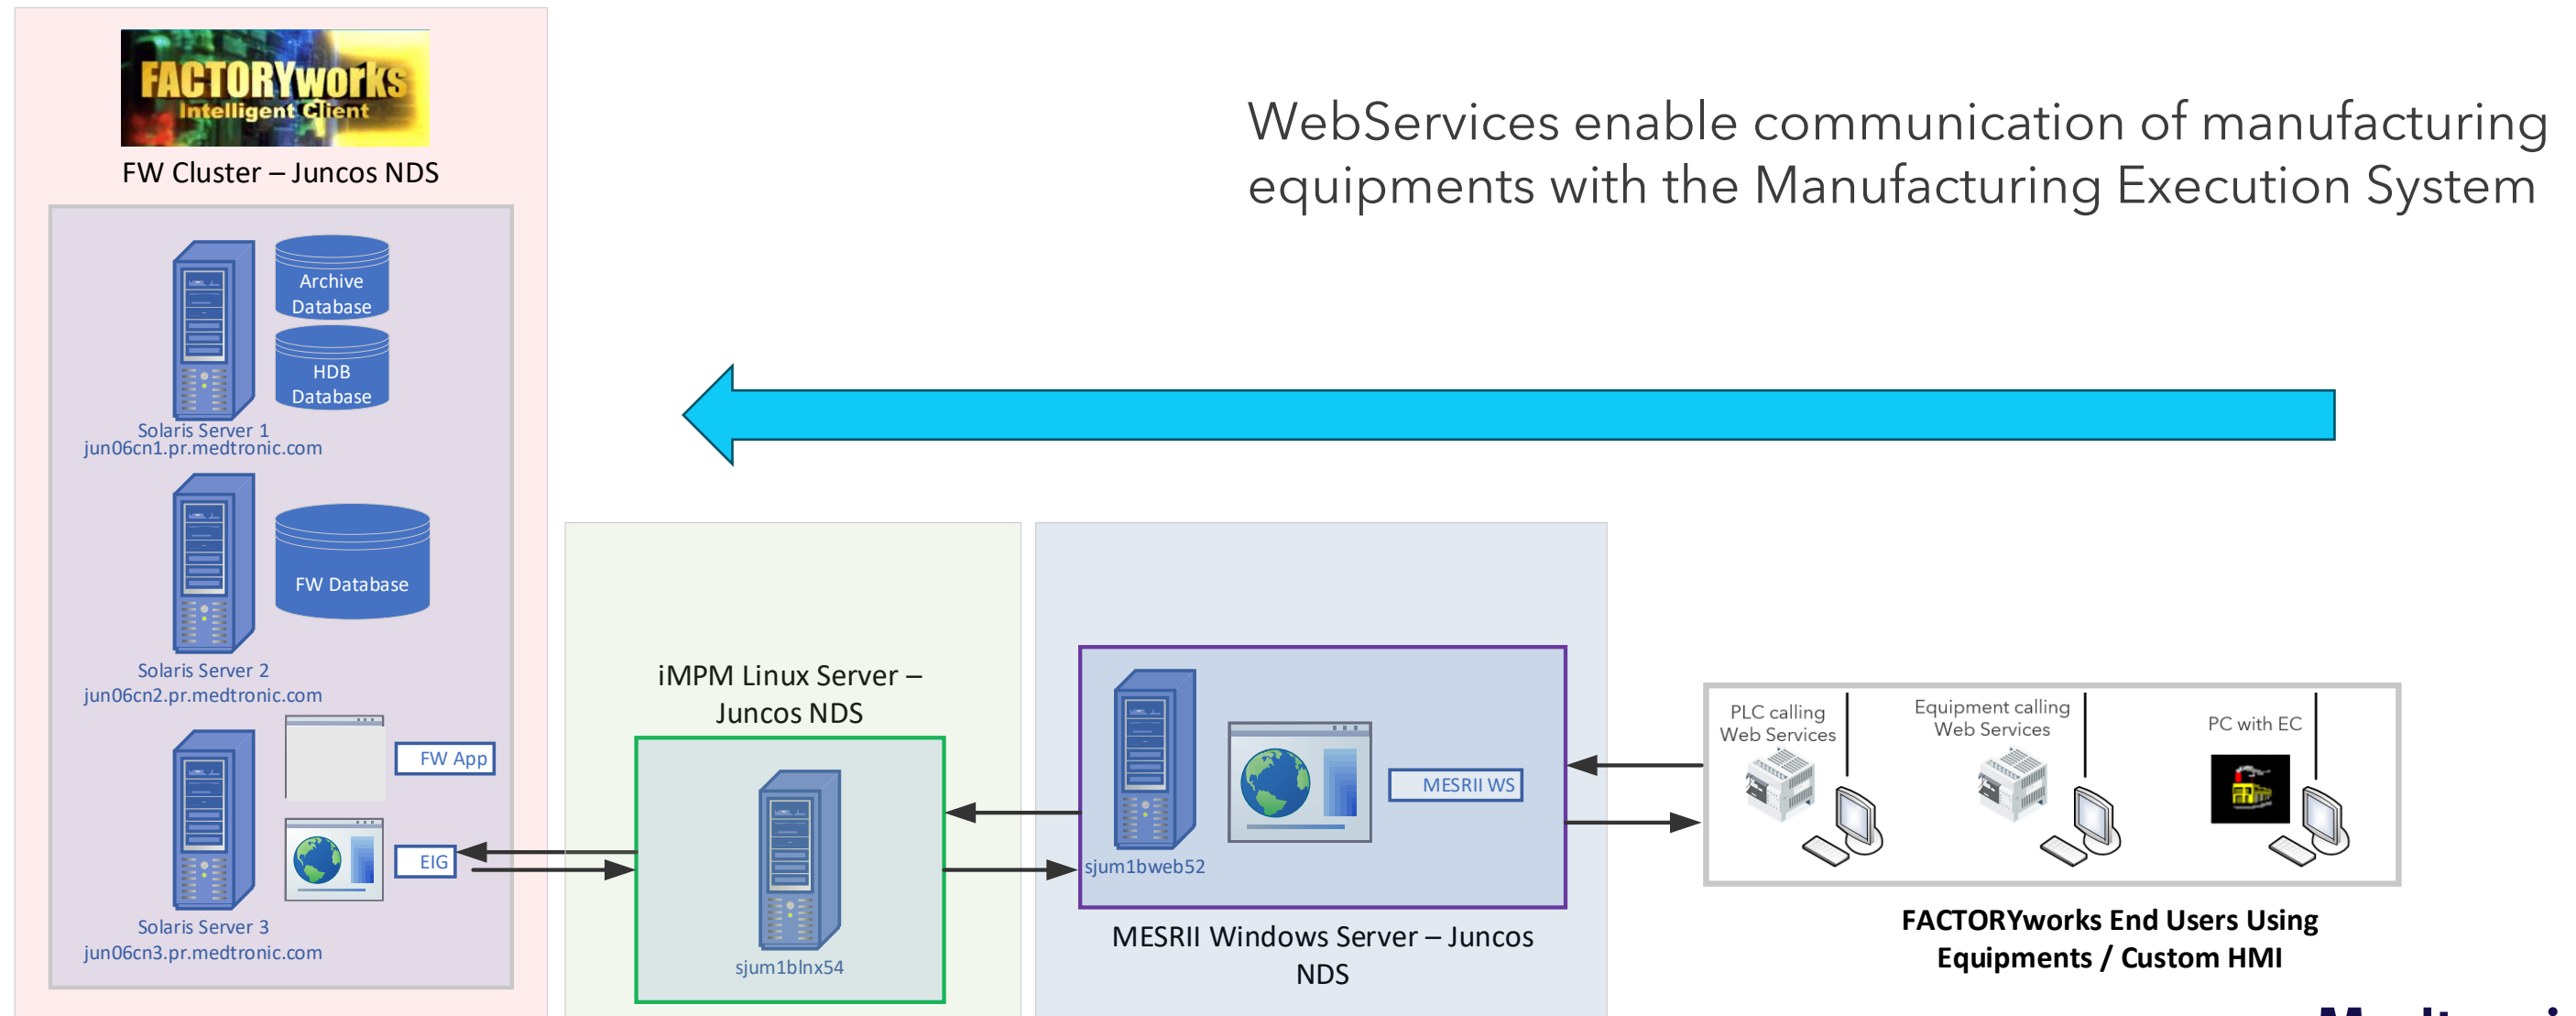 FACTORYworks
Intelligent Client
FW Cluster – Juncos NDS
WebServices enable communication of manufacturing
equipments with the Manufacturing Execution System
Archive
Database
HDB
Database
Solaris Server 1
jun06cn1.pr.medtronic.com
FW Database
Solaris Server 2
jun06cn2.pr.medtronic.com
FW App
EIG
Solaris Server 3
jun06cn3.pr.medtronic.com
iMPM Linux Server –
Juncos NDS
sjum1blnx54
MESRII WS
sjum1bweb52
MESRII Windows Server – Juncos
NDS
PLC calling
Web Services
Equipment calling
Web Services
PC with EC
FACTORYworks End Users Using
Equipments / Custom HMI